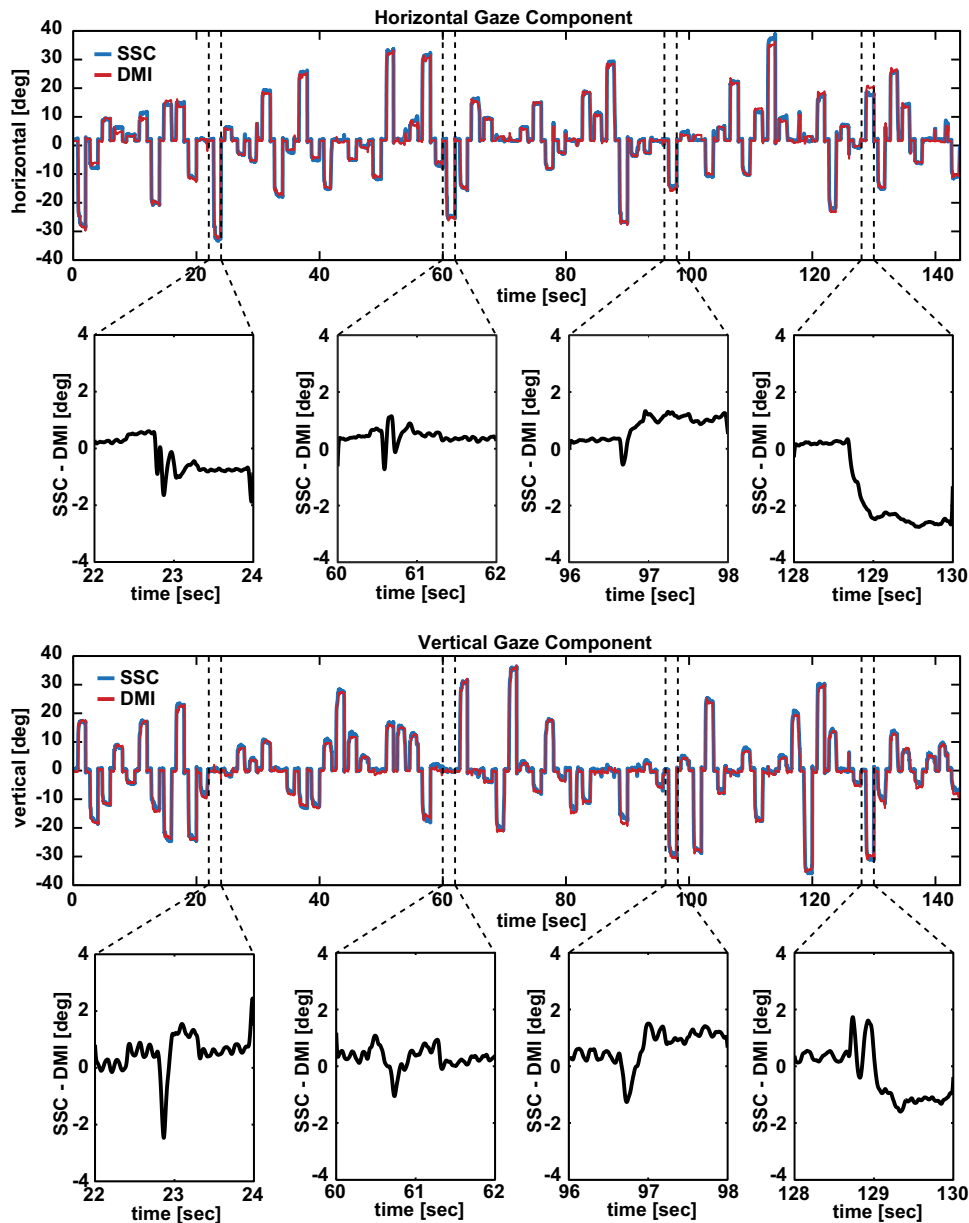 Horizontal Gaze Component
SSC
DMI
horizontal [deg]
40
30
20
10
0
-10
-20
-30
-40
0 20 40 60 80 100 120 140
time [sec]
SSC - DMI [deg]
4
2
0
-2
-4
22 23 24
time [sec]
SSC - DMI [deg]
4
2
0
-2
-4
60 61 62
time [sec]
SSC - DMI [deg]
4
2
0
-2
-4
96 97 98
time [sec]
SSC - DMI [deg]
4
2
0
-2
-4
128 129 130
time [sec]
Vertical Gaze Component
SSC
DMI
vertical [deg]
40
30
20
10
0
-10
-20
-30
-40
0 20 40 60 80 100 120 140
time [sec]
SSC - DMI [deg]
4
2
0
-2
-4
22 23 24
time [sec]
SSC - DMI [deg]
4
2
0
-2
-4
60 61 62
time [sec]
SSC - DMI [deg]
4
2
0
-2
-4
96 97 98
time [sec]
SSC - DMI [deg]
4
2
0
-2
-4
128 129 130
time [sec]